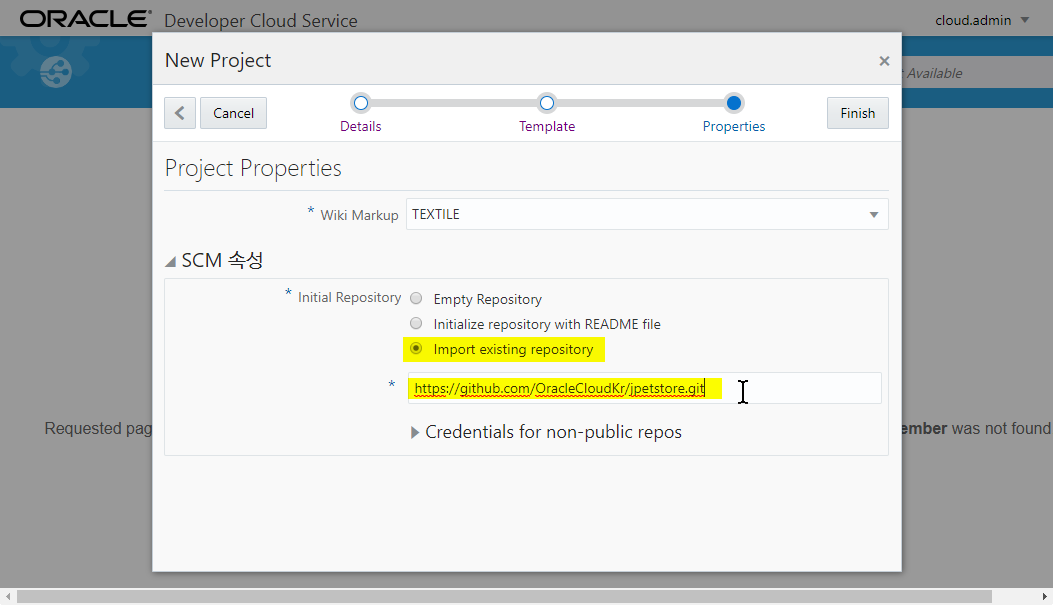 ORACLE® Developer Cloud Service
cloud.admin
New Project
Available
Cancel
Details
Template
Properties
Finish
Project Properties
* Wiki Markup TEXTILE
SCM 속성
* Initial Repository
Empty Repository
Initialize repository with README file
Import existing repository
* https://github.com/OracleCloudKr/jpetstore.git
Credentials for non-public repos
Requested pag
ember was not found